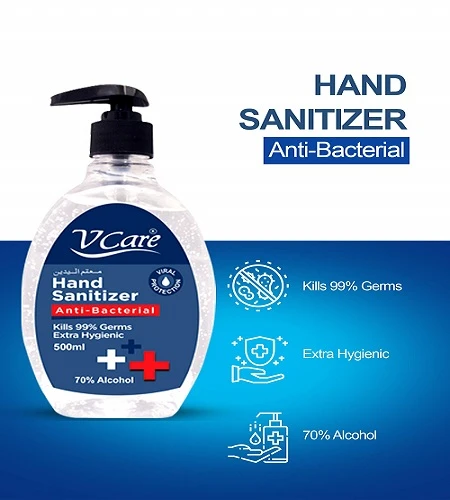 HAND
SANITIZER
Anti-Bacterial
VCare
معقم اليدين
VIRAL
PROTECTION
Hand
Sanitizer
Anti-Bacterial
Kills 99% Germs
Extra Hygienic
500ml
70% Alcohol
Kills 99% Germs
Extra Hygienic
70% Alcohol